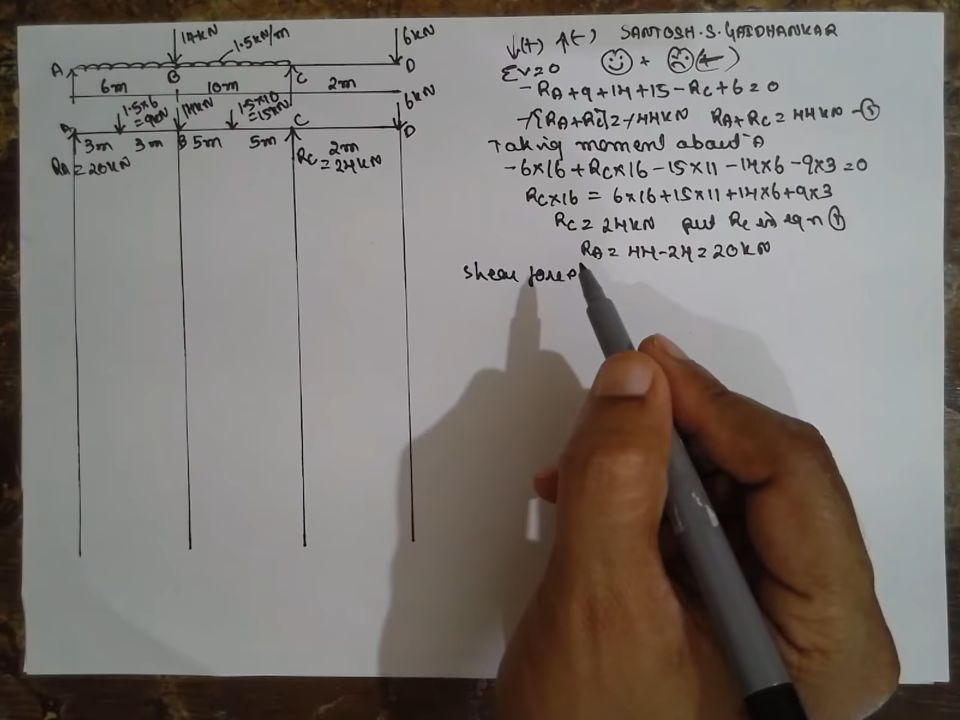 14KN 6KN
1.5KN/m
A B C D
6m 10m 2m
1.5×6 =9KN 14KN 1.5×10 =15KN 6KN
A B C D
3m 3m 5m 5m 2m
RA=20KN RC=24KN
↓(+) ↑(-) SANTOSH.S.GAIDHANKAR
ΣV=0 + (-)
-RA+9+14+15-RC+6=0
-{RA+RC}=-44KN RA+RC=44KN -①
Taking moment about A
-6×16+RC×16-15×11-14×6-9×3=0
RC×16 = 6×16+15×11+14×6+9×3
RC=24KN put RC in eqn ①
RA=44-24=20KN
Shear force